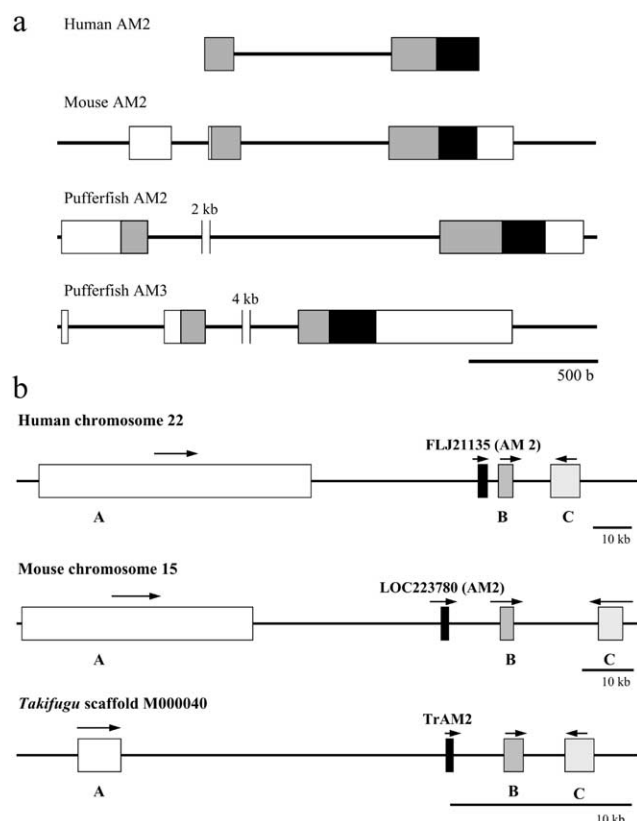 a
Human AM2
Mouse AM2
Pufferfish AM2
2 kb
Pufferfish AM3
4 kb
500 b
b
Human chromosome 22
FLJ21135 (AM 2)
A
B
C
10 kb
Mouse chromosome 15
LOC223780 (AM2)
A
B
C
10 kb
Takifugu scaffold M000040
TrAM2
A
B
C
10 kb